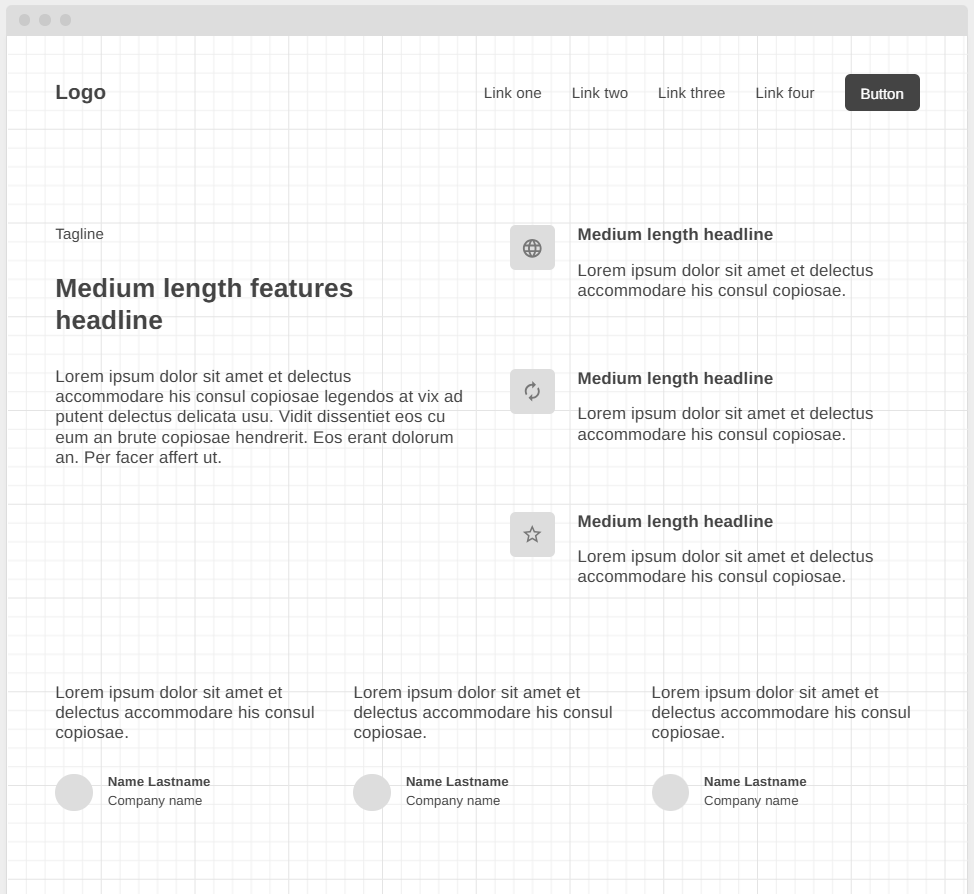 Logo
Link one
Link two
Link three
Link four
Button
Tagline
Medium length features
headline
Lorem ipsum dolor sit amet et delectus
accommodare his consul copiosae legendos at vix ad
putent delectus delicata usu. Vidit dissentiet eos cu
eum an brute copiosae hendrerit. Eos erant dolorum
an. Per facer affert ut.
Medium length headline
Lorem ipsum dolor sit amet et delectus
accommodare his consul copiosae.
Medium length headline
Lorem ipsum dolor sit amet et delectus
accommodare his consul copiosae.
Medium length headline
Lorem ipsum dolor sit amet et delectus
accommodare his consul copiosae.
Lorem ipsum dolor sit amet et
delectus accommodare his consul
copiosae.
Name Lastname
Company name
Lorem ipsum dolor sit amet et
delectus accommodare his consul
copiosae.
Name Lastname
Company name
Lorem ipsum dolor sit amet et
delectus accommodare his consul
copiosae.
Name Lastname
Company name